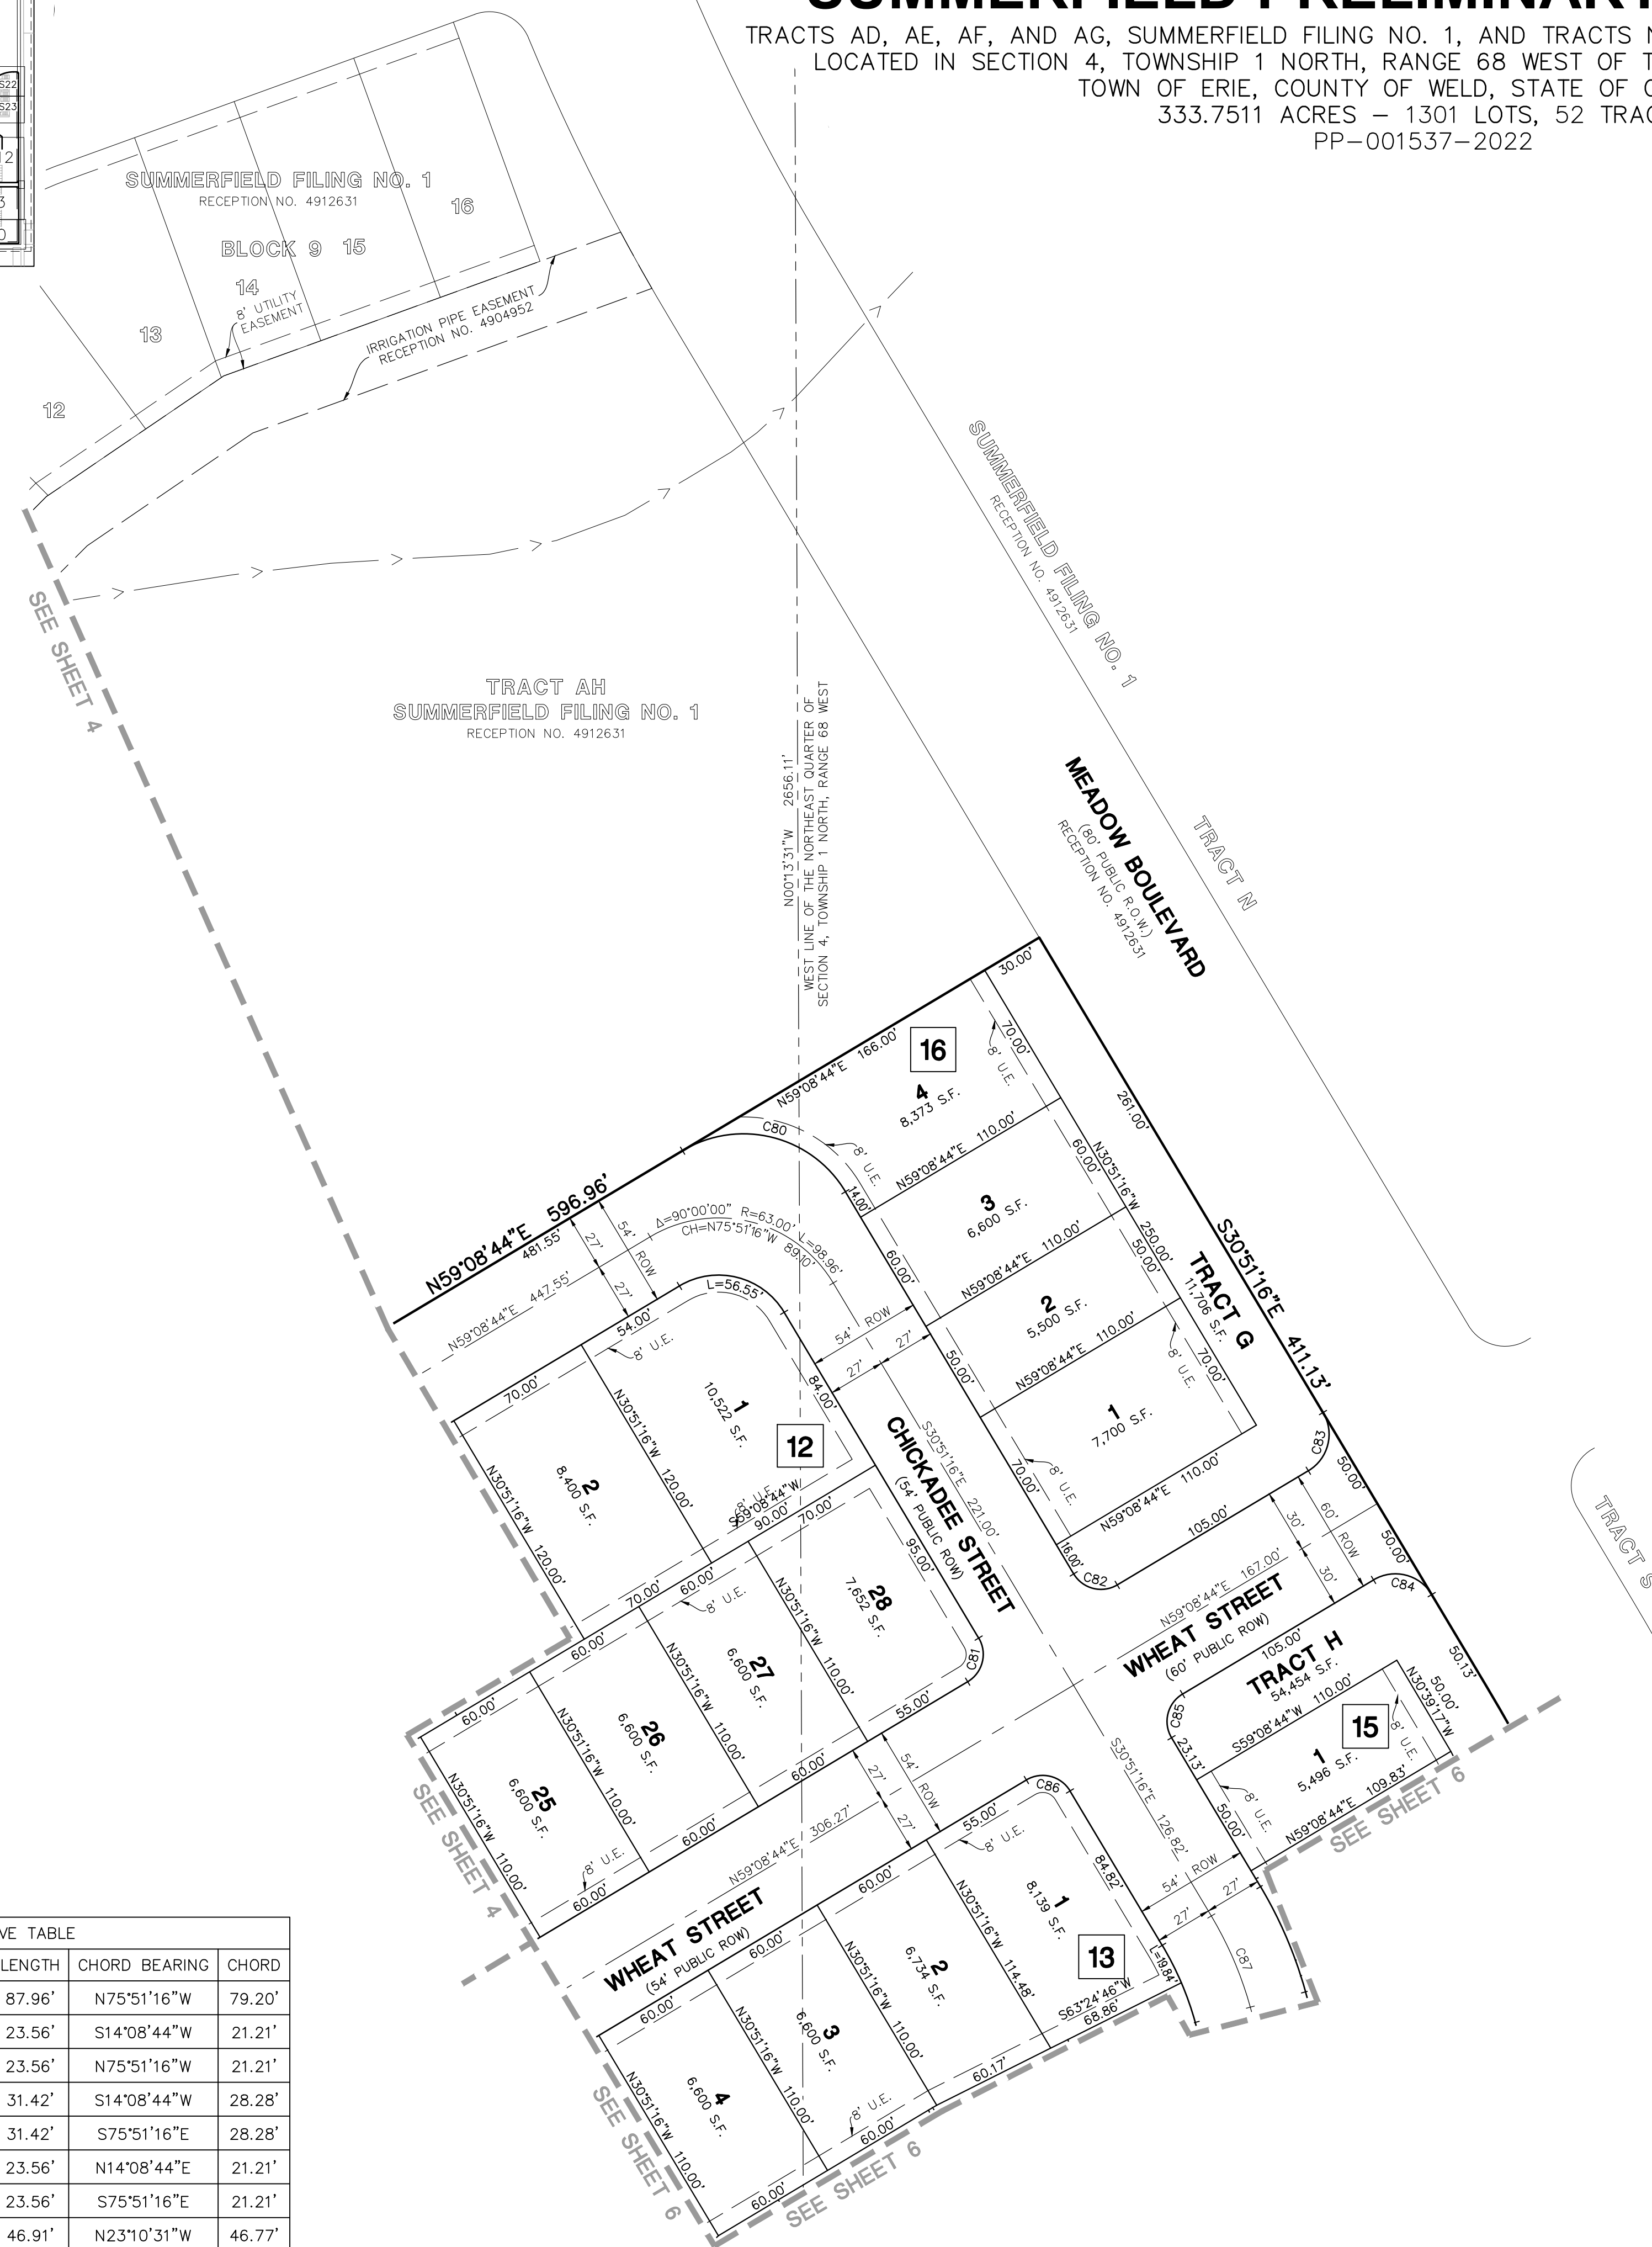 TRACTS AD, AE, AF, AND AG, SUMMERFIELD FILING NO. 1, AND TRACTS
LOCATED IN SECTION 4, TOWNSHIP 1 NORTH, RANGE 68 WEST OF
TOWN OF ERIE, COUNTY OF WELD, STATE OF
333.7511 ACRES – 1301 LOTS, 52
PP-001537-2022
S22
S23
SUMMERFIELD FILING NO. 1
RECEPTION NO. 4912631
BLOCK 9
16
15
14
13
12
8' UTILITY
EASEMENT
IRRIGATION PIPE EASEMENT
RECEPTION NO. 4904952
SEE SHEET 4
TRACT AH
SUMMERFIELD FILING NO. 1
RECEPTION NO. 4912631
N00°13'31"W 2656.11'
WEST LINE OF THE NORTHEAST QUARTER OF
SECTION 4, TOWNSHIP 1 NORTH, RANGE 68 WEST
SUMMERFIELD FILING NO. 1
RECEPTION NO. 4912631
TRACT N
MEADOW BOULEVARD
(80' PUBLIC R.O.W.)
RECEPTION NO. 4912631
30.00'
N59°08'44"E 166.00'
16
4
8,373 S.F.
70.00'
8' U.E.
C80
8' U.E.
14.00'
N59°08'44"E 110.00'
60.00'
N30°51'16"W 250.00'
261.00'
3
6,600 S.F.
60.00'
N59°08'44"E 110.00'
50.00'
2
5,500 S.F.
50.00'
N59°08'44"E 110.00'
8' U.E.
70.00'
1
7,700 S.F.
70.00'
8' U.E.
N59°08'44"E 110.00'
16.00'
C82
105.00'
TRACT G
11,706 S.F.
S30°51'16"E 411.13'
C83
50.00'
50.00'
50.13'
N59°08'44"E 596.96'
481.55'
N59°08'44"E 447.55'
27'
27'
54' ROW
Δ=90°00'00" R=63.00' L=98.96'
CH=N75°51'16"W 89.10'
54.00'
L=56.55'
8' U.E.
70.00'
84.00'
54' ROW
27'
27'
1
10,522 S.F.
12
N30°51'16"W 120.00'
2
8,400 S.F.
N30°51'16"W 120.00'
8' U.E.
S59°08'44"W
90.00'
70.00'
70.00'
60.00'
60.00'
60.00'
8' U.E.
CHICKADEE STREET
(54' PUBLIC ROW)
S30°51'16"E 221.00'
95.00'
28
7,652 S.F.
C81
55.00'
N30°51'16"W 110.00'
27
6,600 S.F.
N30°51'16"W 110.00'
26
6,600 S.F.
N30°51'16"W 110.00'
25
6,600 S.F.
N30°51'16"W 110.00'
60.00'
60.00'
60.00'
8' U.E.
SEE SHEET 4
30'
30'
60' ROW
N59°08'44"E 167.00'
WHEAT STREET
(60' PUBLIC ROW)
C84
105.00'
TRACT H
54,454 S.F.
C85
23.13'
S59°08'44"W 110.00'
15
1
5,496 S.F.
8' U.E.
50.00'
N30°39'17"W
8' U.E.
50.00'
N59°08'44"E 109.83'
SEE SHEET 6
TRACT S
S30°51'16"E 126.82'
54' ROW
27'
27'
C87
L=19.84'
27'
27'
54' ROW
N59°08'44"E 306.27'
WHEAT STREET
(54' PUBLIC ROW)
C86
55.00'
8' U.E.
84.82'
1
8,139 S.F.
13
S63°24'46"W
68.86'
60.00'
N30°51'16"W 114.48'
2
6,734 S.F.
60.17'
60.00'
N30°51'16"W 110.00'
3
6,600 S.F.
8' U.E.
60.00'
60.00'
N30°51'16"W 110.00'
4
6,600 S.F.
N30°51'16"W 110.00'
60.00'
SEE SHEET 6
SEE SHEET 6
TABLE
LENGTH CHORD BEARING CHORD
87.96' N75°51'16"W 79.20'
23.56' S14°08'44"W 21.21'
23.56' N75°51'16"W 21.21'
31.42' S14°08'44"W 28.28'
31.42' S75°51'16"E 28.28'
23.56' N14°08'44"E 21.21'
23.56' S75°51'16"E 21.21'
46.91' N23°10'31"W 46.77'